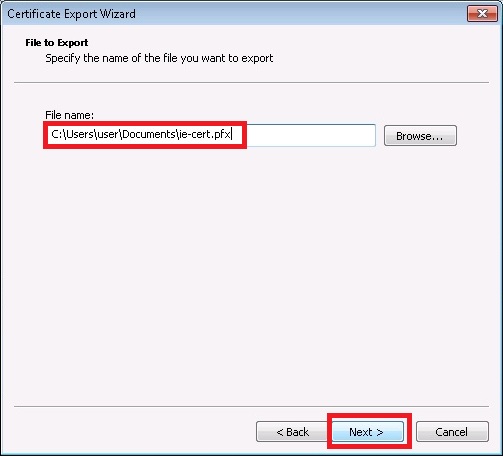 Certificate Export Wizard
File to Export
Specify the name of the file you want to export
File name:
C:\Users\user\Documents\ie-cert.pfx
Browse...
< Back
Next >
Cancel